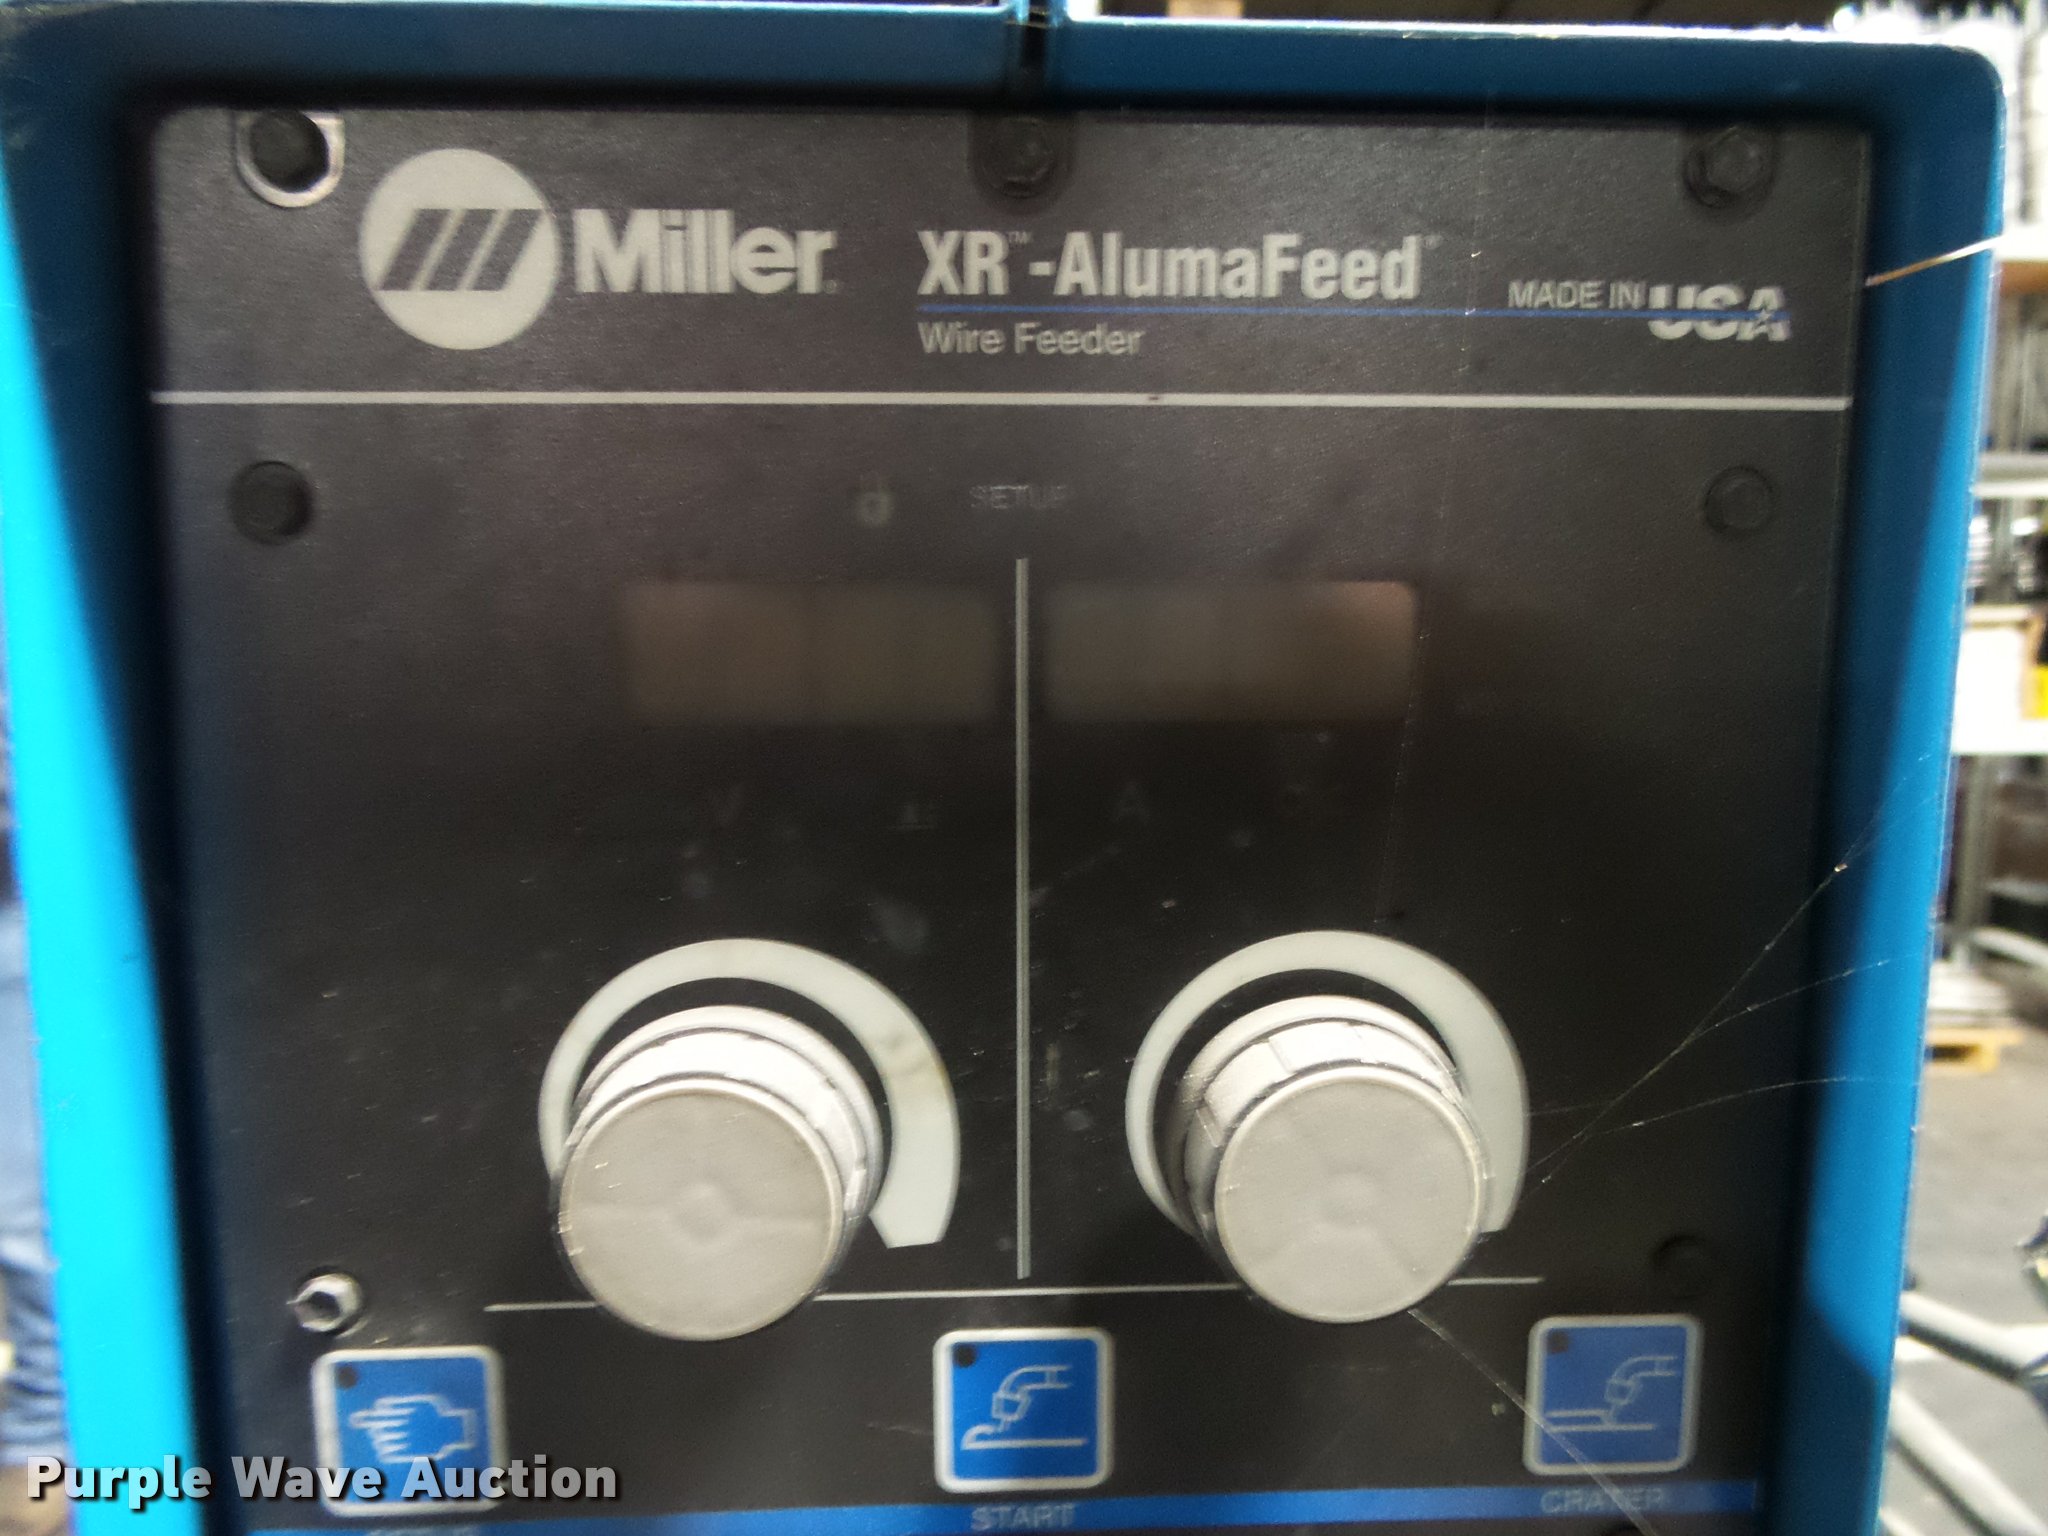 Miller
XR™-AlumaFeed®
MADE IN USA
Wire Feeder
SETUP
V
A
START
CRATER
Purple Wave Auction